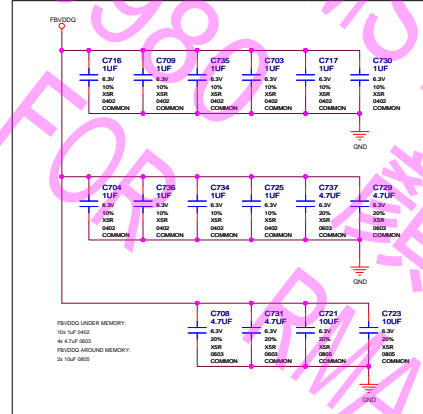 FBVDDQ
C716
1UF
6.3V
10%
X5R
0402
COMMON
C709
1UF
6.3V
10%
X5R
0402
COMMON
C735
1UF
6.3V
10%
X5R
0402
COMMON
C703
1UF
6.3V
10%
X5R
0402
COMMON
C717
1UF
6.3V
10%
X5R
0402
COMMON
C730
1UF
6.3V
10%
X5R
0402
COMMON
GND
C704
1UF
6.3V
10%
X5R
0402
COMMON
C736
1UF
6.3V
10%
X5R
0402
COMMON
C734
1UF
6.3V
10%
X5R
0402
COMMON
C725
1UF
6.3V
10%
X5R
0402
COMMON
C737
4.7UF
6.3V
20%
X5R
0603
COMMON
C729
4.7UF
6.3V
20%
X5R
0603
COMMON
GND
C708
4.7UF
6.3V
20%
X5R
0603
COMMON
C731
4.7UF
6.3V
20%
X5R
0603
COMMON
C721
10UF
6.3V
20%
X5R
0805
COMMON
C723
10UF
6.3V
20%
X5R
0805
COMMON
GND
FBVDDQ UNDER MEMORY:
10x 1uF 0402
4x 4.7uF 0603
FBVDDQ AROUND MEMORY:
2x 10uF 0805
980
MS
FOR
RMA